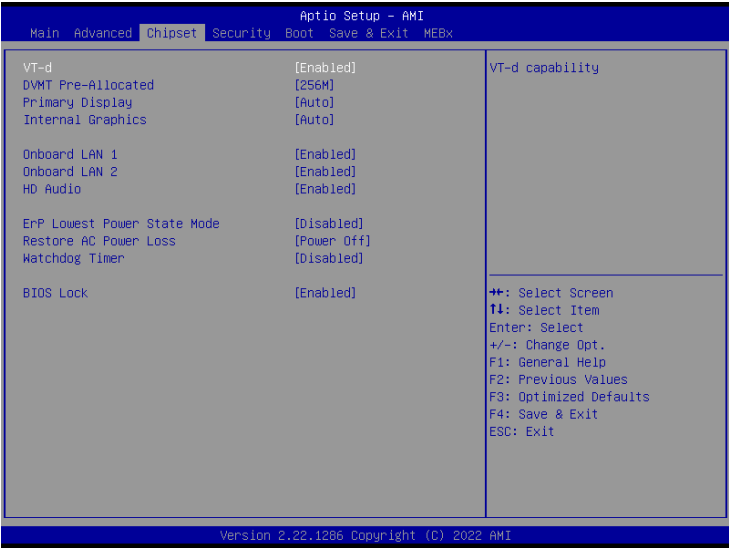 Aptio Setup – AMI
Main Advanced Chipset Security Boot Save & Exit MEBx
VT-d [Enabled]
DVMT Pre-Allocated [256M]
Primary Display [Auto]
Internal Graphics [Auto]
Onboard LAN 1 [Enabled]
Onboard LAN 2 [Enabled]
HD Audio [Enabled]
ErP Lowest Power State Mode [Disabled]
Restore AC Power Loss [Power Off]
Watchdog Timer [Disabled]
BIOS Lock [Enabled]
VT-d capability
→←: Select Screen
↑↓: Select Item
Enter: Select
+/-: Change Opt.
F1: General Help
F2: Previous Values
F3: Optimized Defaults
F4: Save & Exit
ESC: Exit
Version 2.22.1286 Copyright (C) 2022 AMI